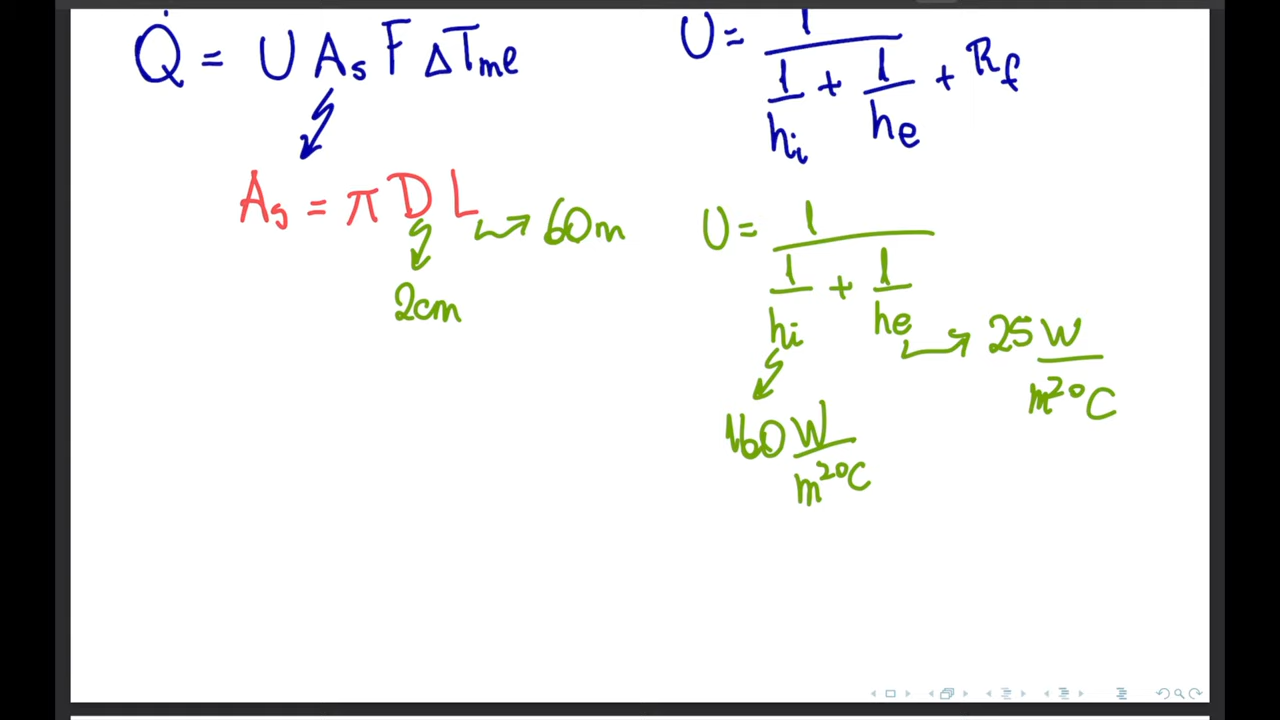 Q̇ = U As F ΔTme
U = 1 / (1/hi + 1/he + Rf)
As = π D L → 60m
2cm
U = 1 / (1/hi + 1/he)
25 W/m²°C
160 W/m²°C